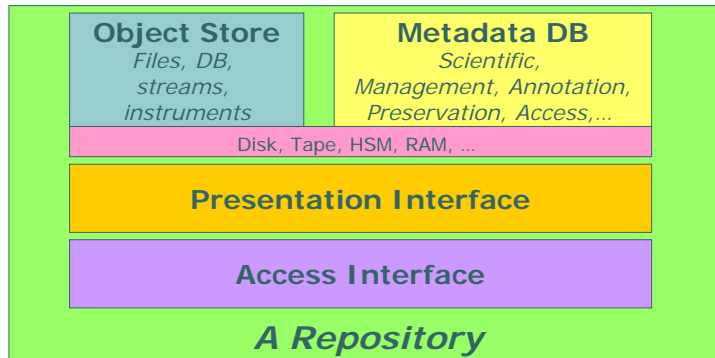 Object Store
Files, DB,
streams,
instruments
Metadata DB
Scientific,
Management, Annotation,
Preservation, Access,...
Disk, Tape, HSM, RAM, ...
Presentation Interface
Access Interface
A Repository